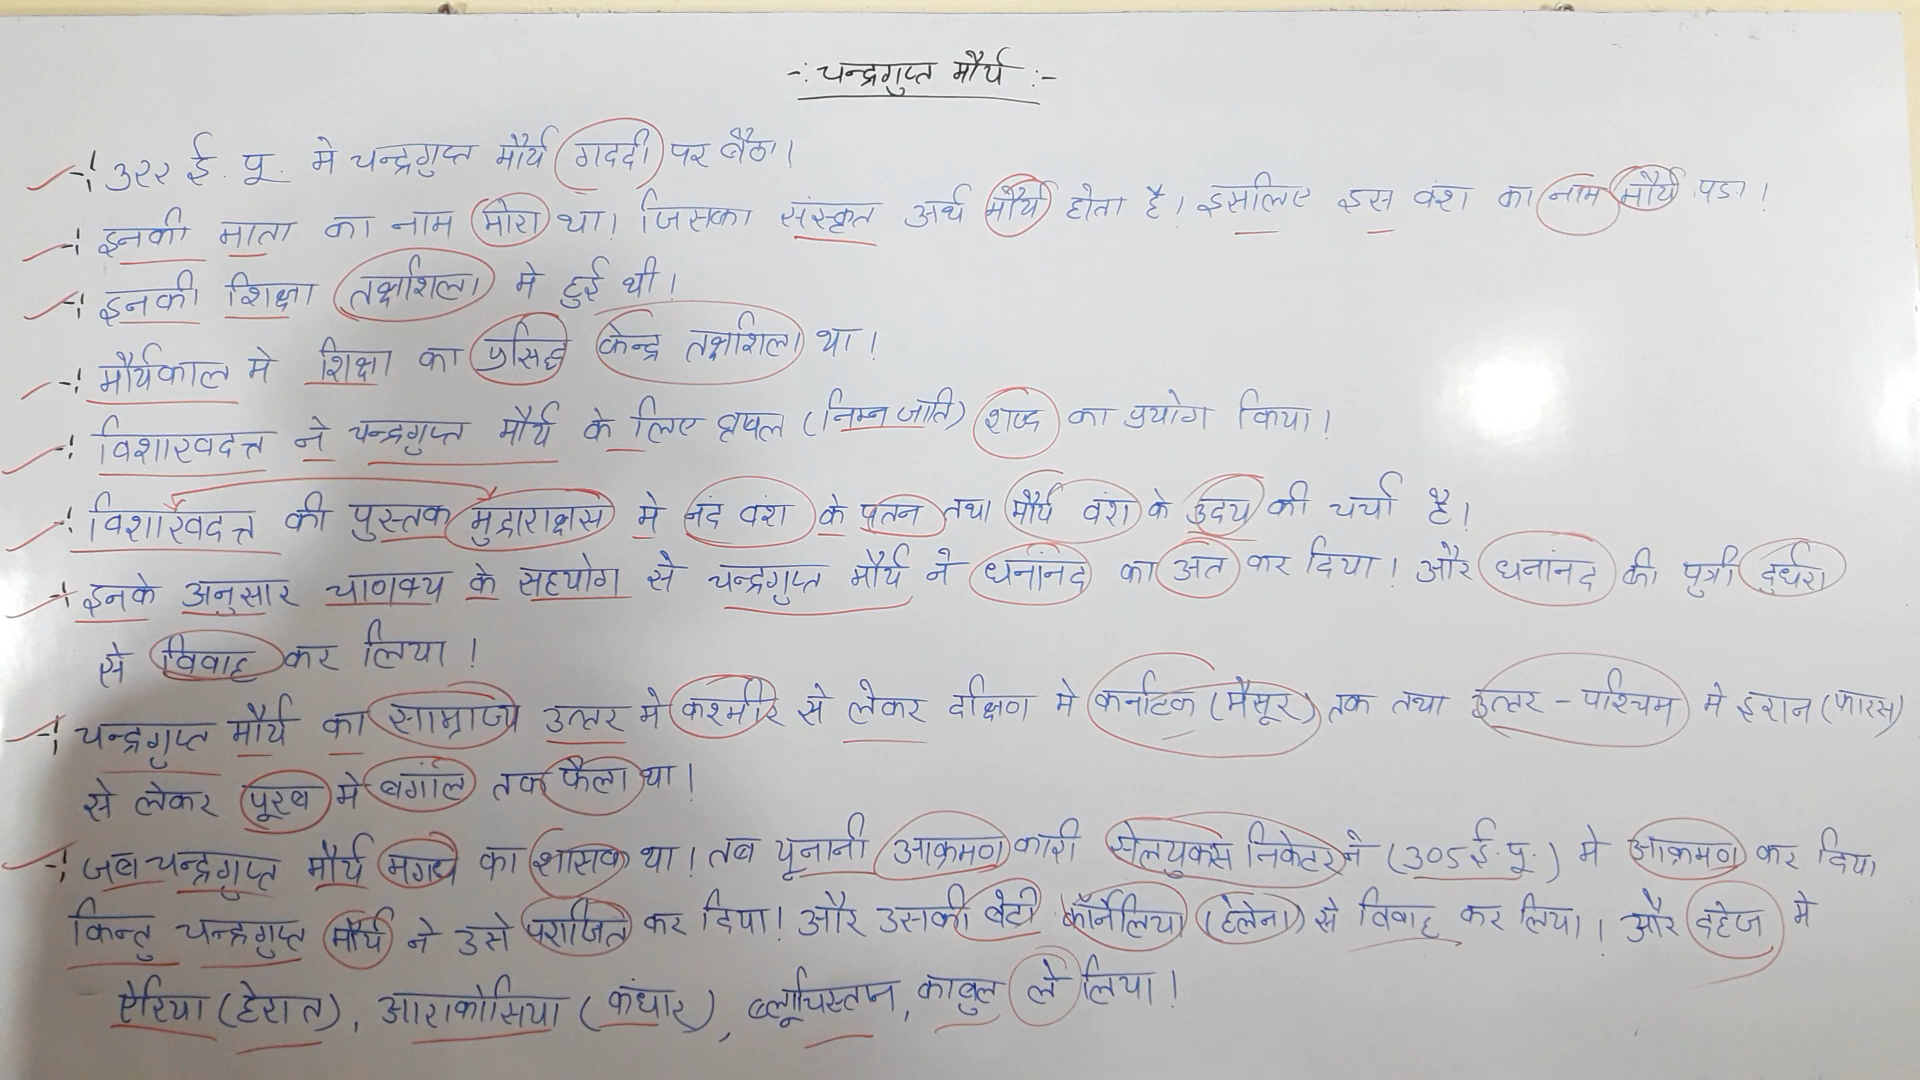 -: चन्द्रगुप्त मौर्य :-
-! 322 ई. पू. मे चन्द्रगुप्त मौर्य गददी पर बैठा।
-! इनकी माता का नाम मोरा था। जिसका संस्कृत अर्थ मौर्य होता है। इसलिए इस वंश का नाम मौर्य पडा।
-! इनकी शिक्षा तक्षशिला मे हुई थी।
-! मौर्यकाल मे शिक्षा का प्रसिद्ध केन्द्र तक्षशिला था।
-! विशाखदत्त ने चन्द्रगुप्त मौर्य के लिए वृषल (निम्न जाति) शब्द का प्रयोग किया।
-! विशाखदत्त की पुस्तक मुद्राराक्षस मे नंद वंश के पतन तथा मौर्य वंश के उदय की चर्चा है।
-! इनके अनुसार चाणक्य के सहयोग से चन्द्रगुप्त मौर्य ने धनांनंद का अंत कर दिया। और धनांनंद की पुत्री दुर्धरा
से विवाह कर लिया।
-! चन्द्रगुप्त मौर्य का साम्राज्य उत्तर मे कश्मीर से लेकर दक्षिण मे कर्नाटक (मैसूर) तक तथा उत्तर-पश्चिम मे ईरान (फारस)
से लेकर पूरब मे बंगाल तक फैला था।
-! जब चन्द्रगुप्त मौर्य मगध का शासक था। तब यूनानी आक्रमण कारी सेल्युकस निकेटर ने (305 ई. पू.) मे आक्रमण कर दिया
किन्तु चन्द्रगुप्त मौर्य ने उसे पराजित कर दिया। और उसकी बेटी कॉर्नेलिया (हेलेना) से विवाह कर लिया। और दहेज मे
ऐरिया (हेरात), आराकोसिया (कंधार), ब्लूचिस्तान, काबुल ले लिया।